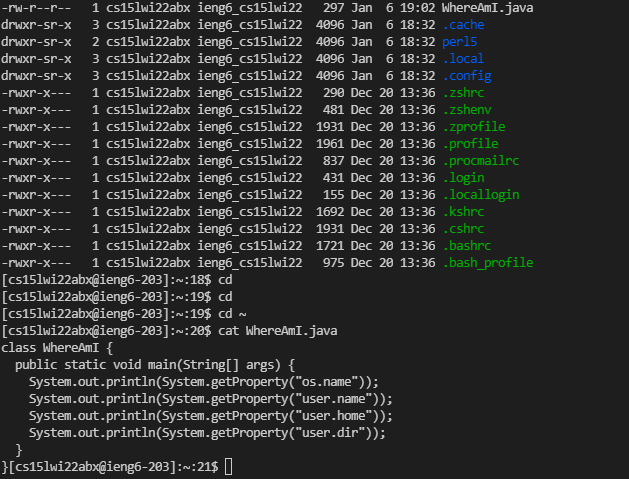 -rw-r--r--   1 cs15lwi22abx ieng6_cs15lwi22   297 Jan  6 19:02 WhereAmI.java
drwxr-sr-x   3 cs15lwi22abx ieng6_cs15lwi22  4096 Jan  6 18:32 .cache
drwxr-sr-x   2 cs15lwi22abx ieng6_cs15lwi22  4096 Jan  6 18:32 perl5
drwxr-sr-x   3 cs15lwi22abx ieng6_cs15lwi22  4096 Jan  6 18:32 .local
drwxr-sr-x   3 cs15lwi22abx ieng6_cs15lwi22  4096 Jan  6 18:32 .config
-rwxr-x---   1 cs15lwi22abx ieng6_cs15lwi22   290 Dec 20 13:36 .zshrc
-rwxr-x---   1 cs15lwi22abx ieng6_cs15lwi22   481 Dec 20 13:36 .zshenv
-rwxr-x---   1 cs15lwi22abx ieng6_cs15lwi22  1931 Dec 20 13:36 .zprofile
-rwxr-x---   1 cs15lwi22abx ieng6_cs15lwi22  1961 Dec 20 13:36 .profile
-rwxr-x---   1 cs15lwi22abx ieng6_cs15lwi22   837 Dec 20 13:36 .procmailrc
-rwxr-x---   1 cs15lwi22abx ieng6_cs15lwi22   431 Dec 20 13:36 .login
-rwxr-x---   1 cs15lwi22abx ieng6_cs15lwi22   155 Dec 20 13:36 .locallogin
-rwxr-x---   1 cs15lwi22abx ieng6_cs15lwi22  1692 Dec 20 13:36 .kshrc
-rwxr-x---   1 cs15lwi22abx ieng6_cs15lwi22  1931 Dec 20 13:36 .cshrc
-rwxr-x---   1 cs15lwi22abx ieng6_cs15lwi22  1721 Dec 20 13:36 .bashrc
-rwxr-x---   1 cs15lwi22abx ieng6_cs15lwi22   975 Dec 20 13:36 .bash_profile
[cs15lwi22abx@ieng6-203]:~:18$ cd
[cs15lwi22abx@ieng6-203]:~:19$ cd
[cs15lwi22abx@ieng6-203]:~:19$ cd ~
[cs15lwi22abx@ieng6-203]:~:20$ cat WhereAmI.java
class WhereAmI {
  public static void main(String[] args) {
    System.out.println(System.getProperty("os.name"));
    System.out.println(System.getProperty("user.name"));
    System.out.println(System.getProperty("user.home"));
    System.out.println(System.getProperty("user.dir"));
  }
}[cs15lwi22abx@ieng6-203]:~:21$